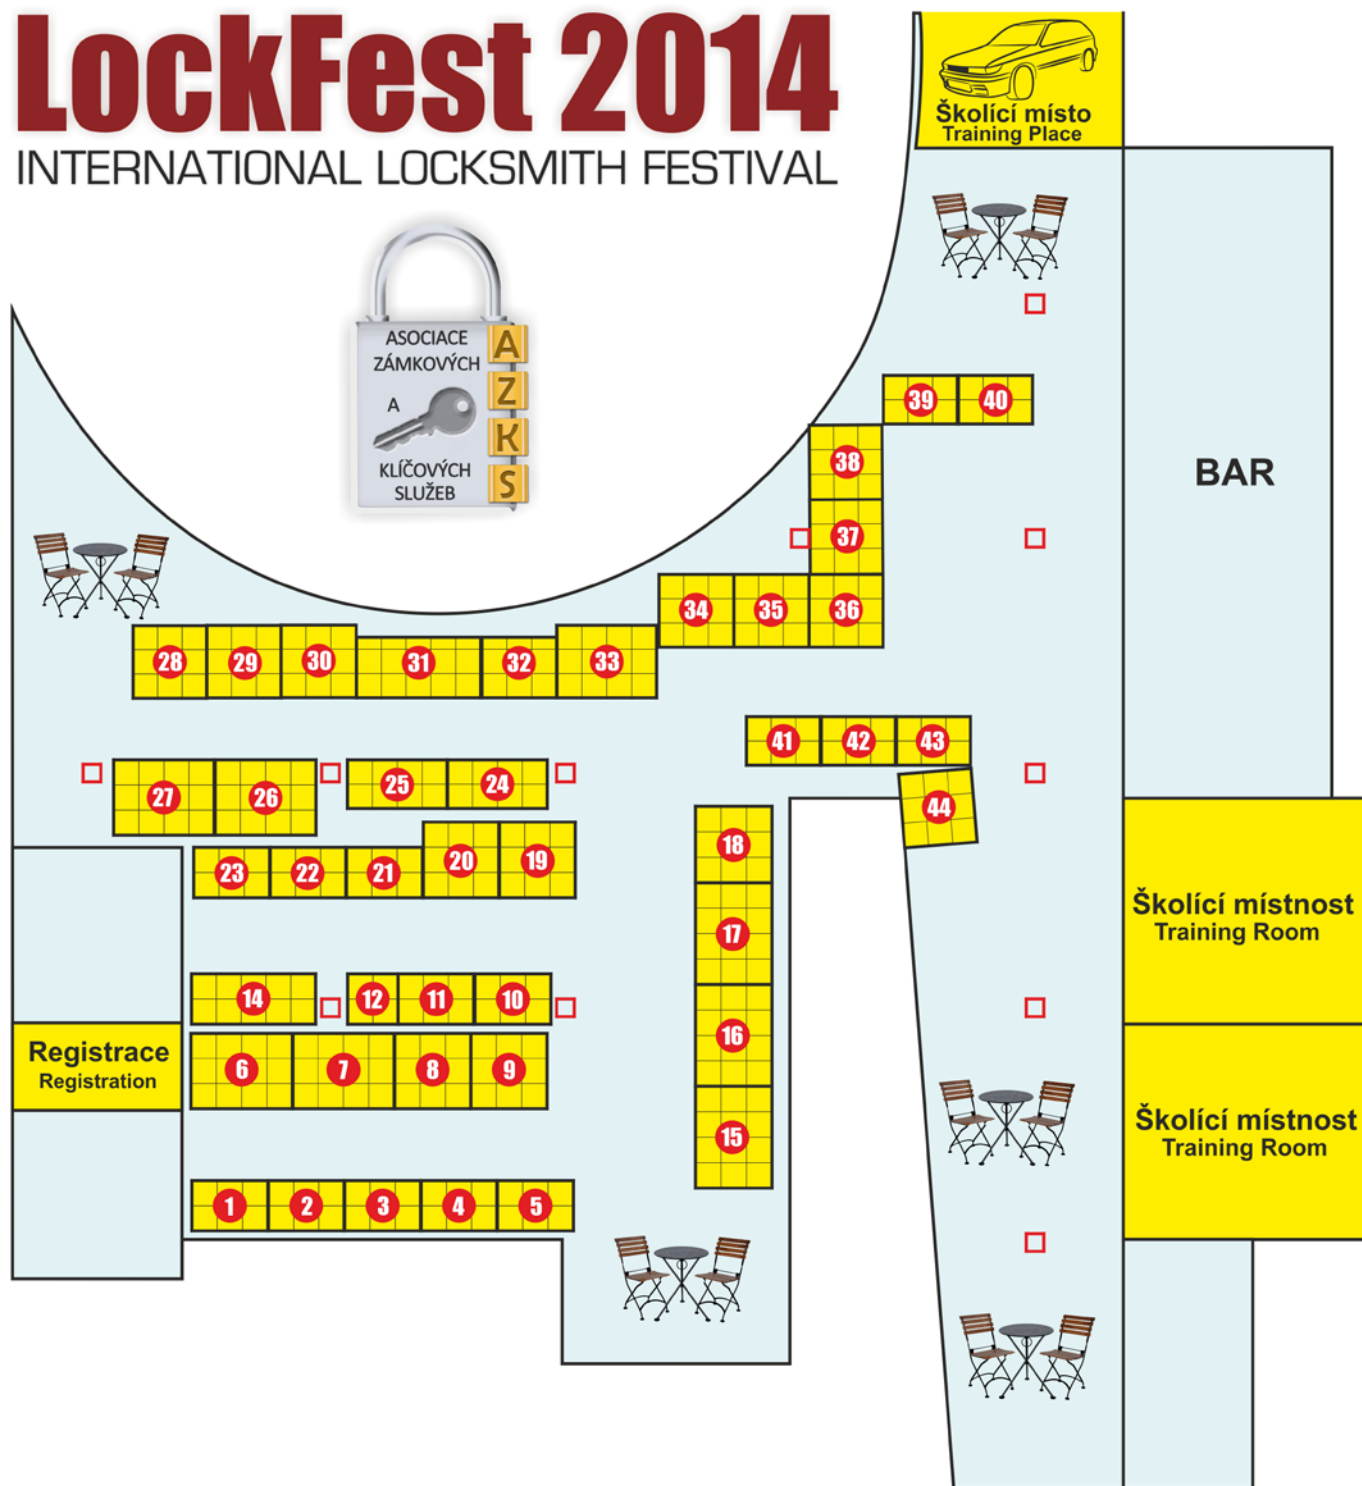 LockFest 2014
INTERNATIONAL LOCKSMITH FESTIVAL
Školící místo
Training Place
ASOCIACE
ZÁMKOVÝCH
A
KLÍČOVÝCH
SLUŽEB
A
Z
K
S
39 40
38
BAR
37
34 35 36
28 29 30 31 32 33
41 42 43
27 26 25 24
44
18
23 22 21 20 19
Školící místnost
Training Room
17
14 12 11 10
16
Registrace
Registration
6 7 8 9
Školící místnost
Training Room
15
1 2 3 4 5